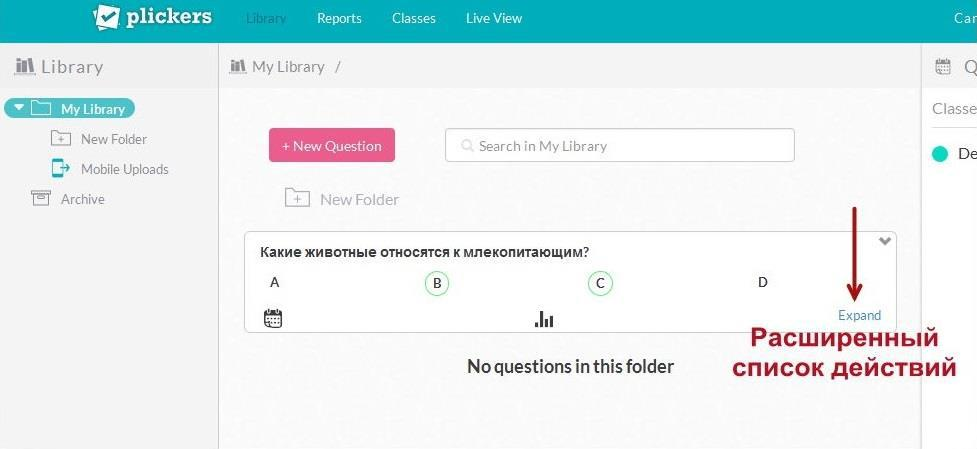 plickers
Library
Reports
Classes
Live View
Library
My Library
New Folder
Mobile Uploads
Archive
My Library /
+ New Question
Search in My Library
New Folder
Какие животные относятся к млекопитающим?
A
B
C
D
Expand
Расширенный
список действий
No questions in this folder
Classe
De